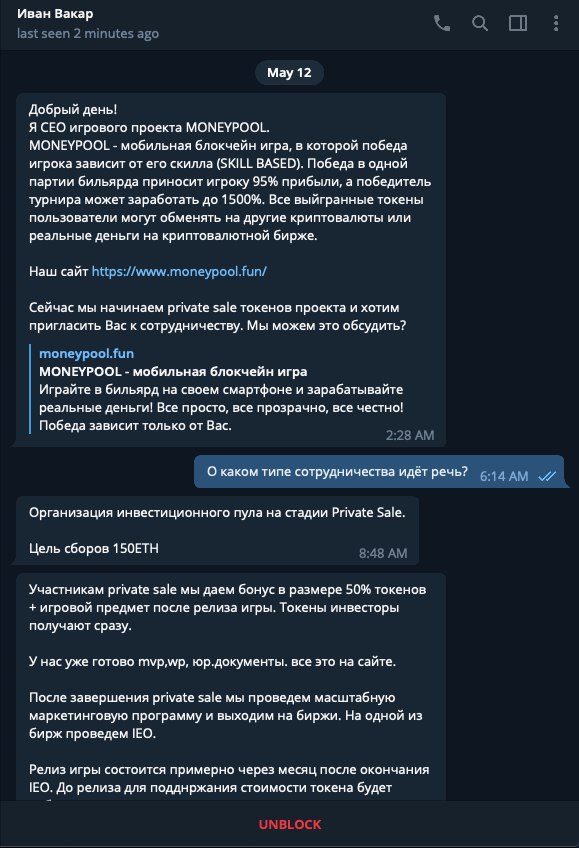 Иван Вакар
last seen 2 minutes ago
May 12
Добрый день!
Я CEO игрового проекта MONEYPOOL.
MONEYPOOL - мобильная блокчейн игра, в которой победа
игрока зависит от его скилла (SKILL BASED). Победа в одной
партии бильярда приносит игроку 95% прибыли, а победитель
турнира может заработать до 1500%. Все выйгранные токены
пользователи могут обменять на другие криптовалюты или
реальные деньги на криптовалютной бирже.
Наш сайт https://www.moneypool.fun/
Сейчас мы начинаем private sale токенов проекта и хотим
пригласить Вас к сотрудничеству. Мы можем это обсудить?
moneypool.fun
MONEYPOOL - мобильная блокчейн игра
Играйте в бильярд на своем смартфоне и зарабатывайте
реальные деньги! Все просто, все прозрачно, все честно!
Победа зависит только от Вас.
2:28 AM
О каком типе сотрудничества идёт речь?
6:14 AM
Организация инвестиционного пула на стадии Private Sale.
Цель сборов 150ETH
8:48 AM
Участникам private sale мы даем бонус в размере 50% токенов
+ игровой предмет после релиза игры. Токены инвесторы
получают сразу.
У нас уже готово mvp,wp, юр.документы. все это на сайте.
После завершения private sale мы проведем масштабную
маркетинговую программу и выходим на биржи. На одной из
бирж проведем IEO.
Релиз игры состоится примерно через месяц после окончания
IEO. До релиза для подднржания стоимости токена будет
UNBLOCK